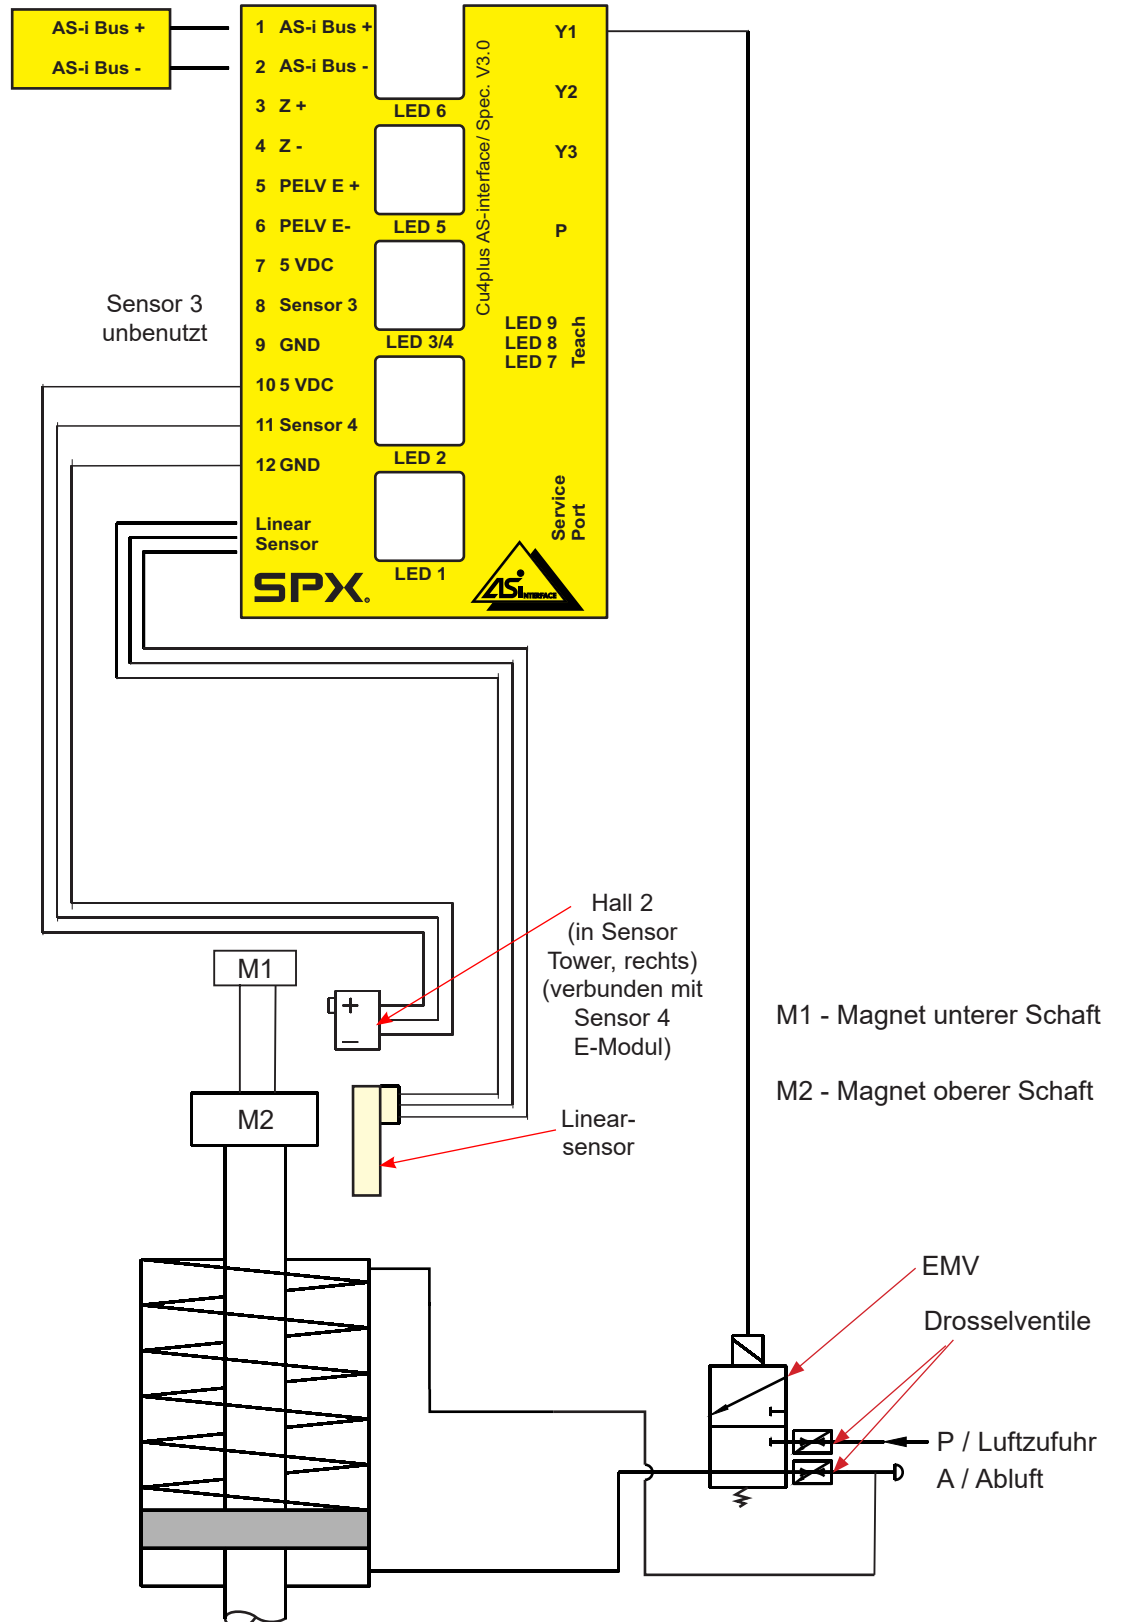 AS-i Bus +
AS-i Bus -
1 AS-i Bus +
2 AS-i Bus -
3 Z +
4 Z -
5 PELV E +
6 PELV E-
7 5 VDC
8 Sensor 3
9 GND
10 5 VDC
11 Sensor 4
12 GND
Linear
Sensor
SPX.
LED 6
LED 5
LED 3/4
LED 2
LED 1
Cu4plus AS-interface/ Spec. V3.0
Y1
Y2
Y3
P
LED 9
LED 8
LED 7
Teach
Service
Port
ASi INTERFACE
Sensor 3
unbenutzt
Hall 2
(in Sensor
Tower, rechts)
(verbunden mit
Sensor 4
E-Modul)
M1
M2
+
–
Linear-
sensor
M1 - Magnet unterer Schaft
M2 - Magnet oberer Schaft
EMV
Drosselventile
P / Luftzufuhr
A / Abluft